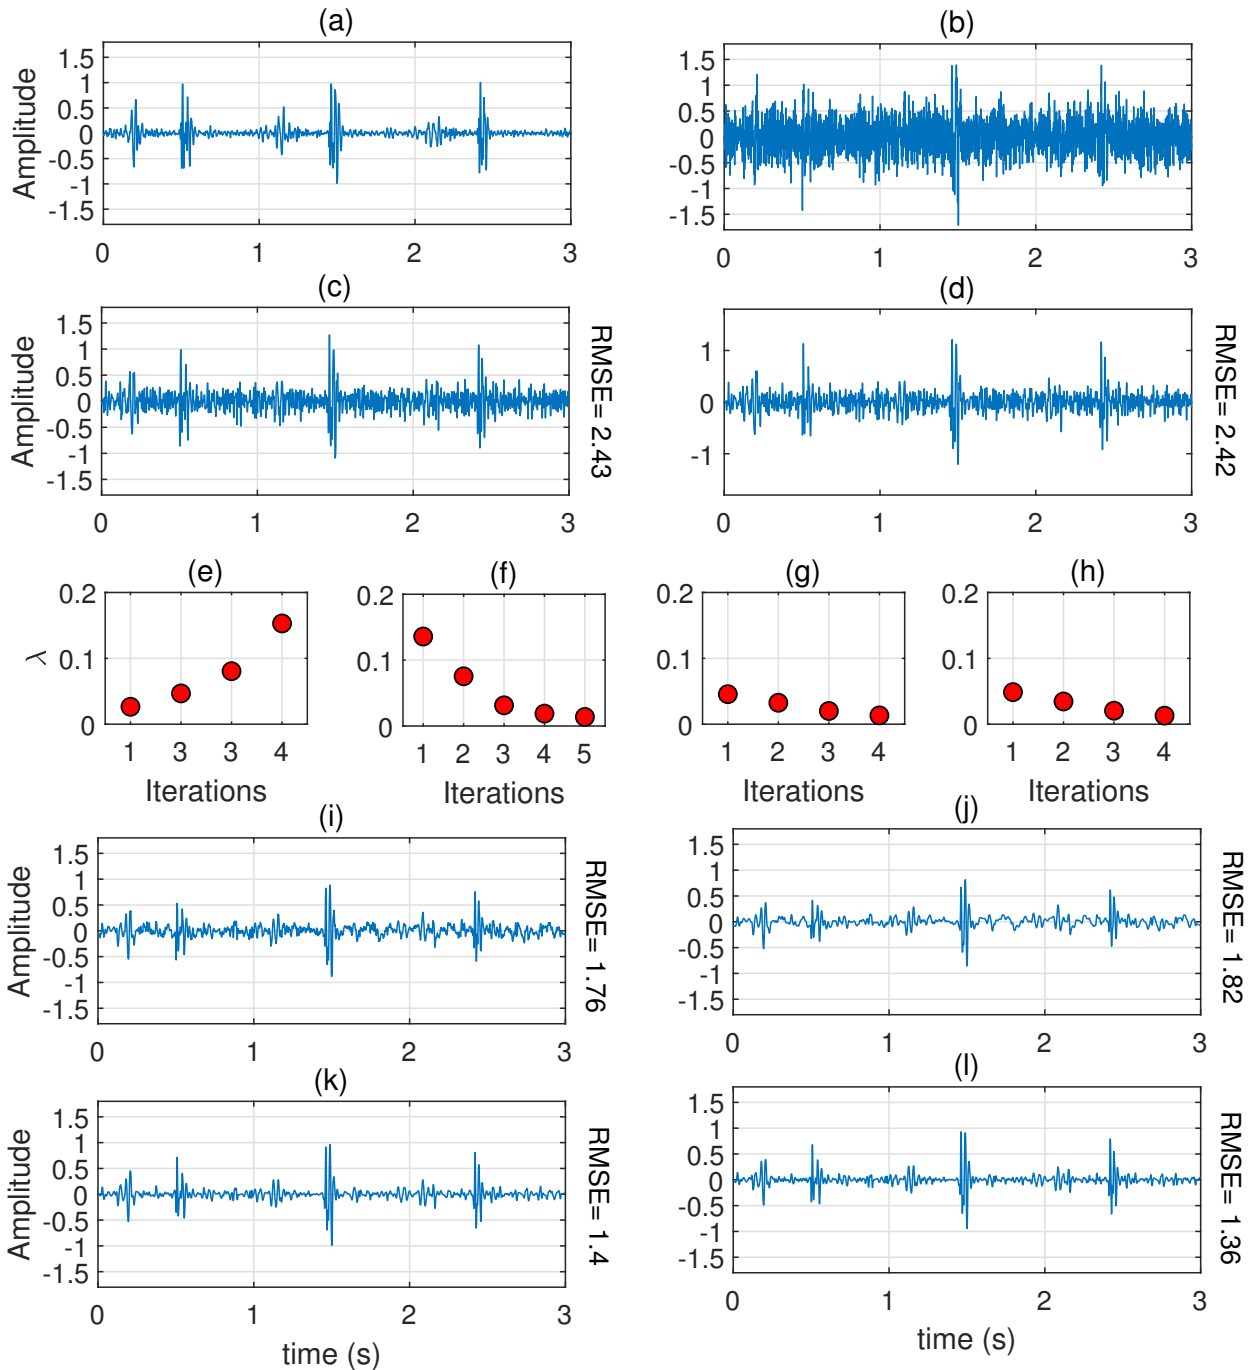 (a)
Amplitude
1.5
1
0.5
0
-0.5
-1
-1.5
0 1 2 3
(b)
1.5
1
0.5
0
-0.5
-1
-1.5
0 1 2 3
(c)
Amplitude
1.5
1
0.5
0
-0.5
-1
-1.5
0 1 2 3
RMSE= 2.43
(d)
1
0
-1
0 1 2 3
RMSE= 2.42
(e)
λ
0.2
0.1
0
1 3 3 4
Iterations
(f)
0.2
0.1
0
1 2 3 4 5
Iterations
(g)
0.2
0.1
0
1 2 3 4
Iterations
(h)
0.2
0.1
0
1 2 3 4
Iterations
(i)
Amplitude
1.5
1
0.5
0
-0.5
-1
-1.5
0 1 2 3
RMSE= 1.76
(j)
1.5
1
0.5
0
-0.5
-1
-1.5
0 1 2 3
RMSE= 1.82
(k)
Amplitude
1.5
1
0.5
0
-0.5
-1
-1.5
0 1 2 3
time (s)
RMSE= 1.4
(l)
1.5
1
0.5
0
-0.5
-1
-1.5
0 1 2 3
time (s)
RMSE= 1.36